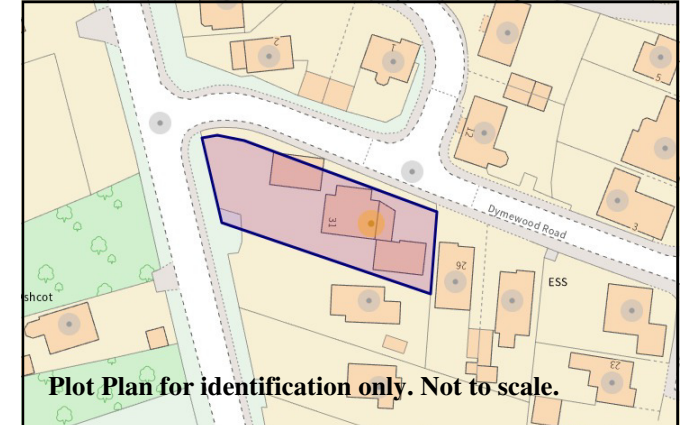 2
1
5
12
31
Dymewood Road
3
26
ESS
shcot
23
Plot Plan for identification only. Not to scale.